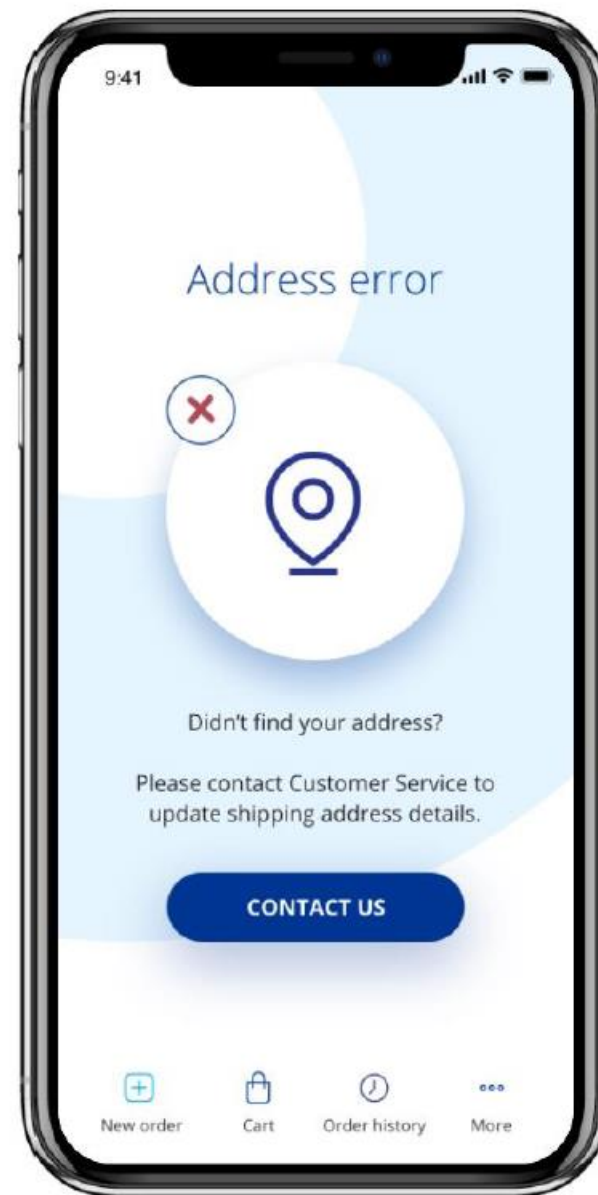 9:41
Address error
Didn't find your address?
Please contact Customer Service to
update shipping address details.
CONTACT US
New order
Cart
Order history
More